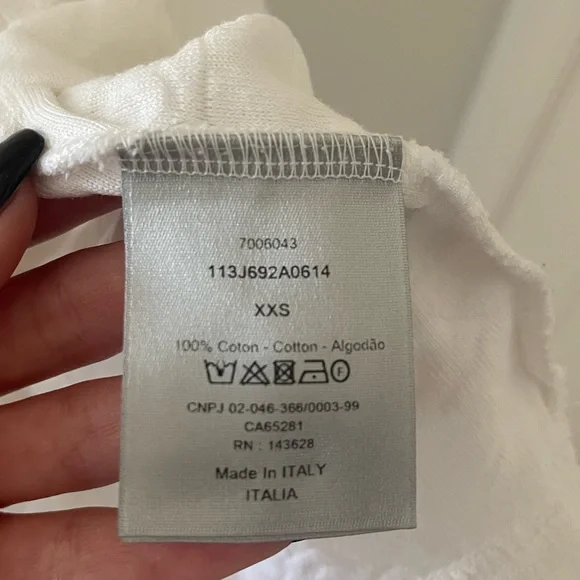 7006043
113J692A0614
XXS
100% Coton - Cotton - Algodão
F
CNPJ 02-046-366/0003-99
CA65281
RN : 143628
Made In ITALY
ITALIA